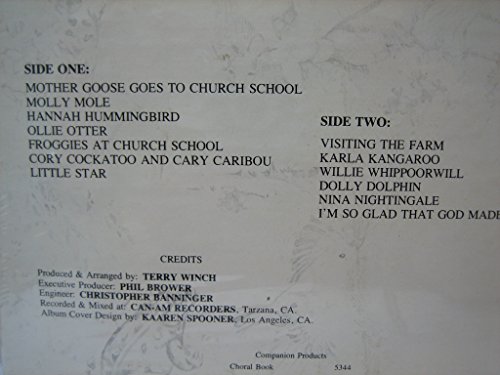 SIDE ONE:
MOTHER GOOSE GOES TO CHURCH SCHOOL
MOLLY MOLE
HANNAH HUMMINGBIRD
OLLIE OTTER
FROGGIES AT CHURCH SCHOOL
CORY COCKATOO AND CARY CARIBOU
LITTLE STAR
SIDE TWO:
VISITING THE FARM
KARLA KANGAROO
WILLIE WHIPPOORWILL
DOLLY DOLPHIN
NINA NIGHTINGALE
I'M SO GLAD THAT GOD MADE
CREDITS
Produced & Arranged by: TERRY WINCH
Executive Producer: PHIL BROWER
Engineer: CHRISTOPHER BANNINGER
Recorded & Mixed at: CAN-AM RECORDERS, Tarzana, CA.
Album Cover Design by: KAAREN SPOONER, Los Angeles, CA.
Companion Products
Choral Book 5344